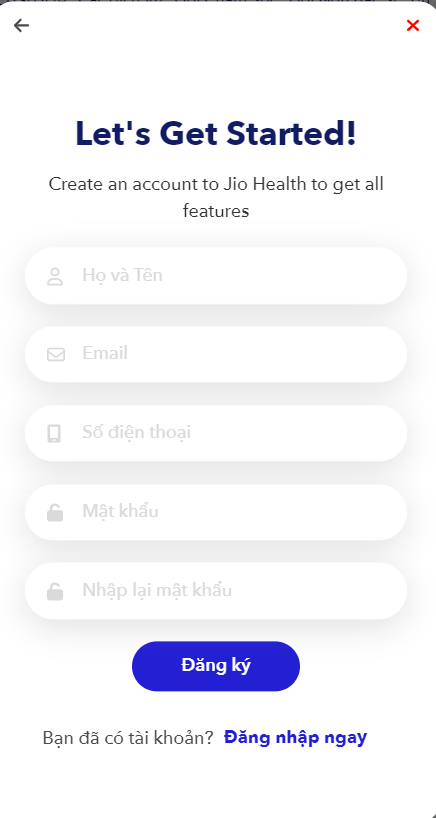 Let's Get Started!
Create an account to Jio Health to get all
features
Họ và Tên
Email
Số điện thoại
Mật khẩu
Nhập lại mật khẩu
Đăng ký
Bạn đã có tài khoản? Đăng nhập ngay